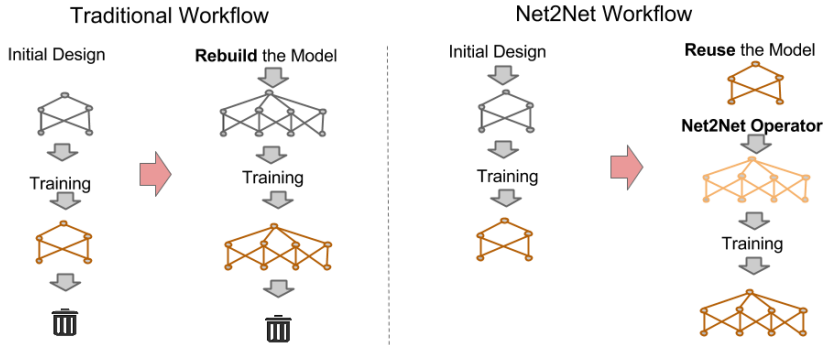 Traditional Workflow
Initial Design
Rebuild the Model
Training
Training
Net2Net Workflow
Initial Design
Reuse the Model
Net2Net Operator
Training
Training